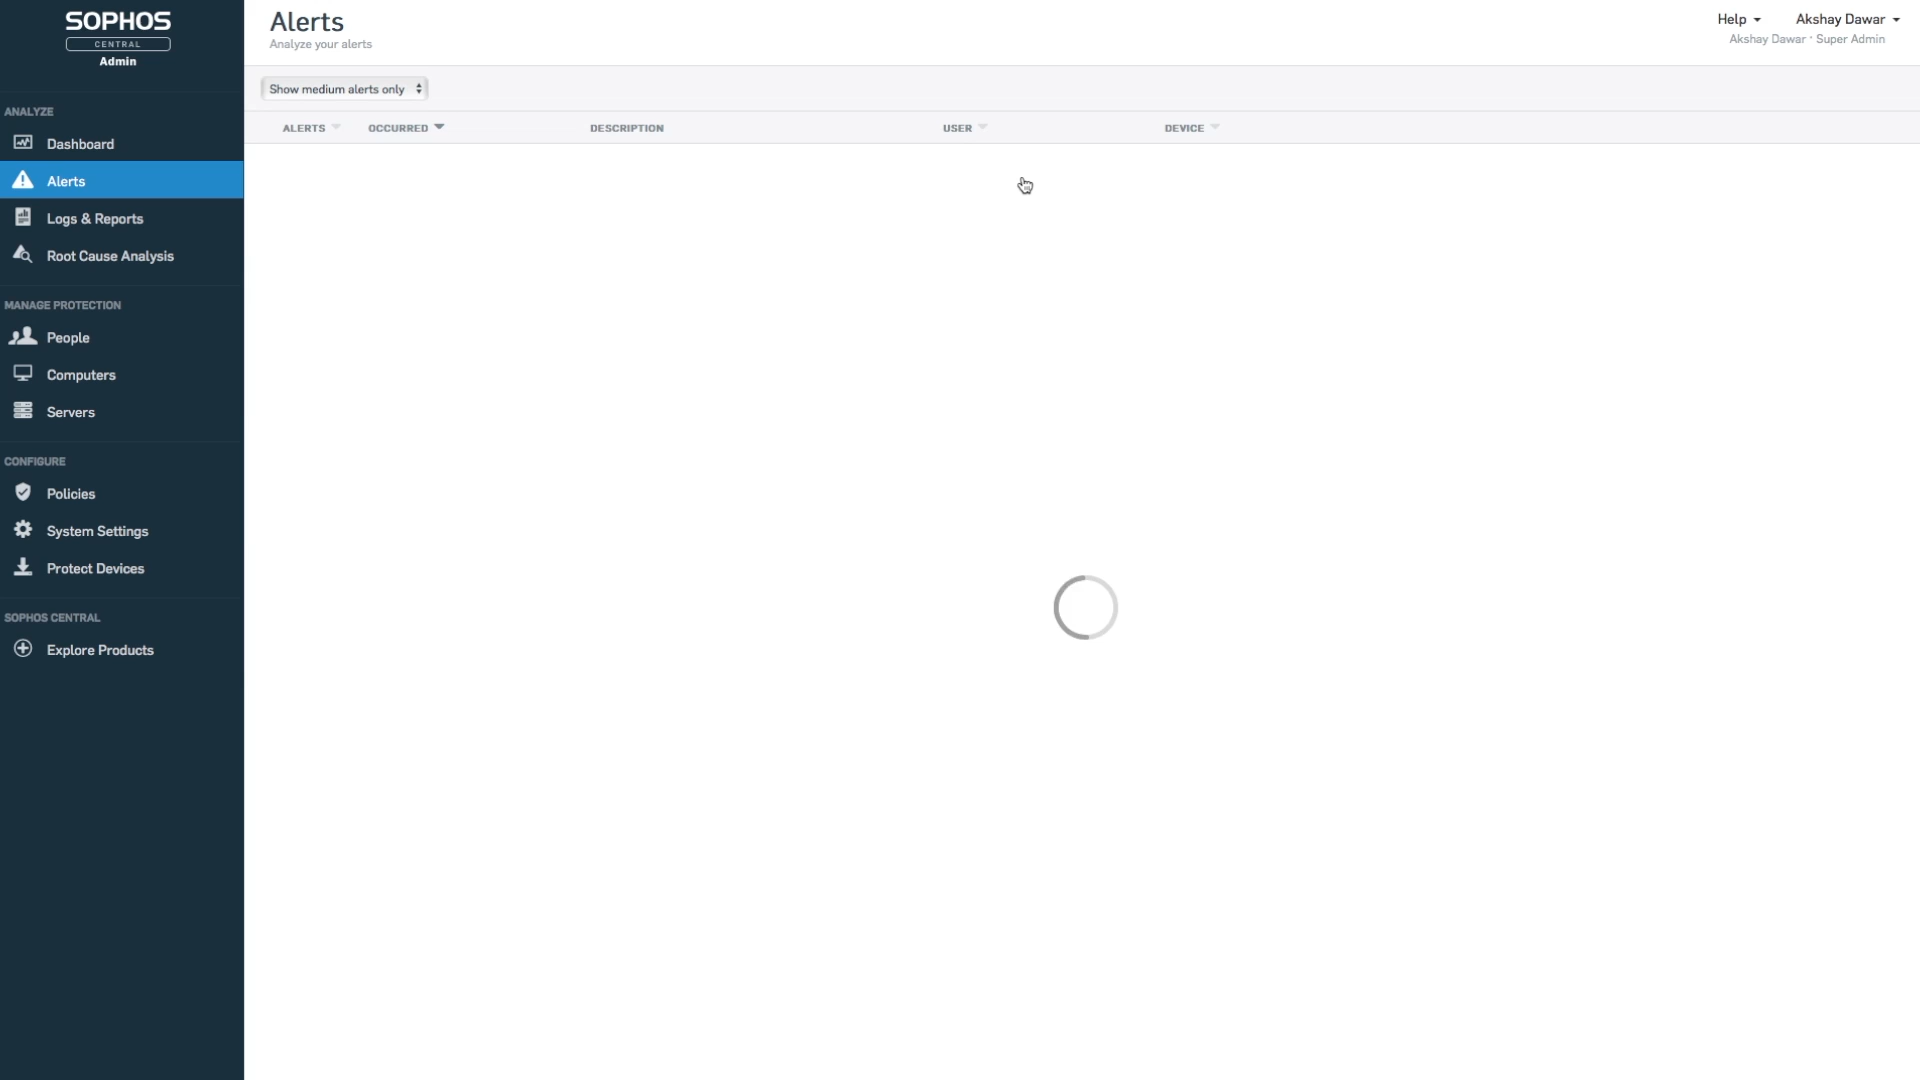 SOPHOS
CENTRAL
Admin
ANALYZE
Dashboard
Alerts
Logs & Reports
Root Cause Analysis
MANAGE PROTECTION
People
Computers
Servers
CONFIGURE
Policies
System Settings
Protect Devices
SOPHOS CENTRAL
Explore Products
Alerts
Analyze your alerts
Help
Akshay Dawar
Akshay Dawar • Super Admin
Show medium alerts only
ALERTS OCCURRED DESCRIPTION USER DEVICE